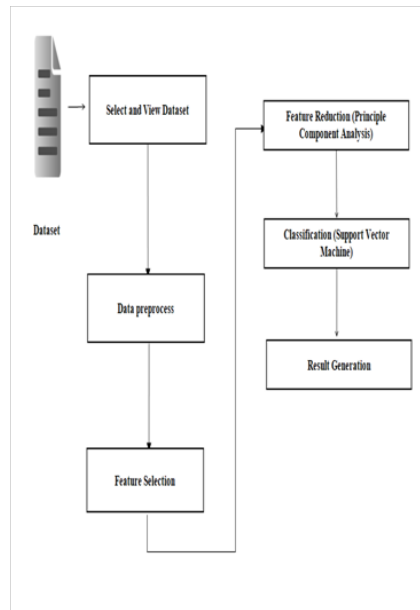 Select and View Dataset
Dataset
Data preprocess
Feature Selection
Feature Reduction (Principle
Component Analysis)
Classification (Support Vector
Machine)
Result Generation